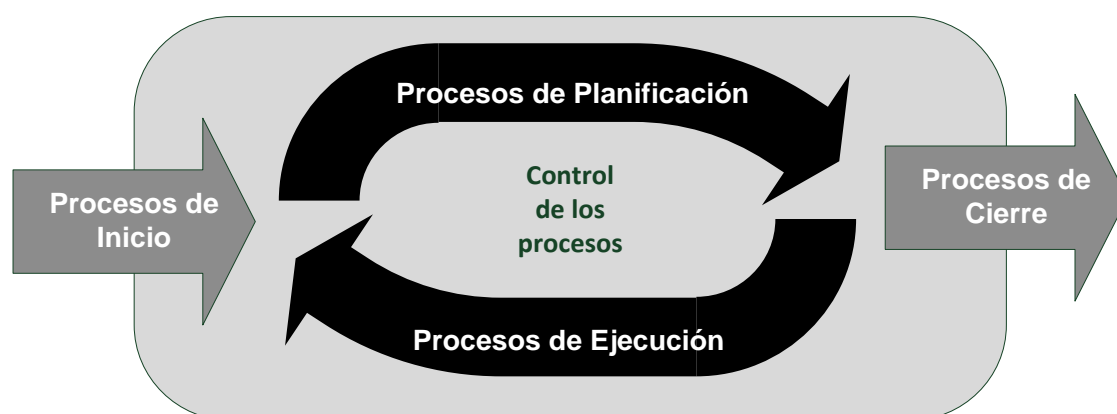 Procesos de Planificación
Procesos de
Inicio
Control
de los
procesos
Procesos de
Cierre
Procesos de Ejecución